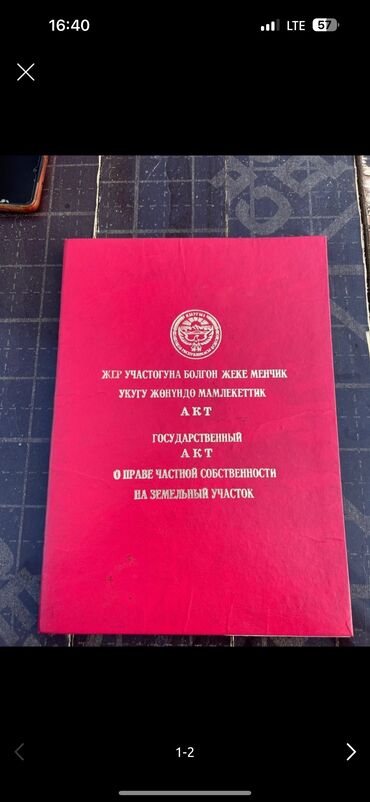 16:40
LTE
57
ЖЕР УЧАСТОГУНА БОЛГОН ЖЕКЕ МЕНЧИК
УКУГУ ЖӨНҮНДӨ МАМЛЕКЕТТИК
АКТ
ГОСУДАРСТВЕННЫЙ
АКТ
О ПРАВЕ ЧАСТНОЙ СОБСТВЕННОСТИ
НА ЗЕМЕЛЬНЫЙ УЧАСТОК
1-2